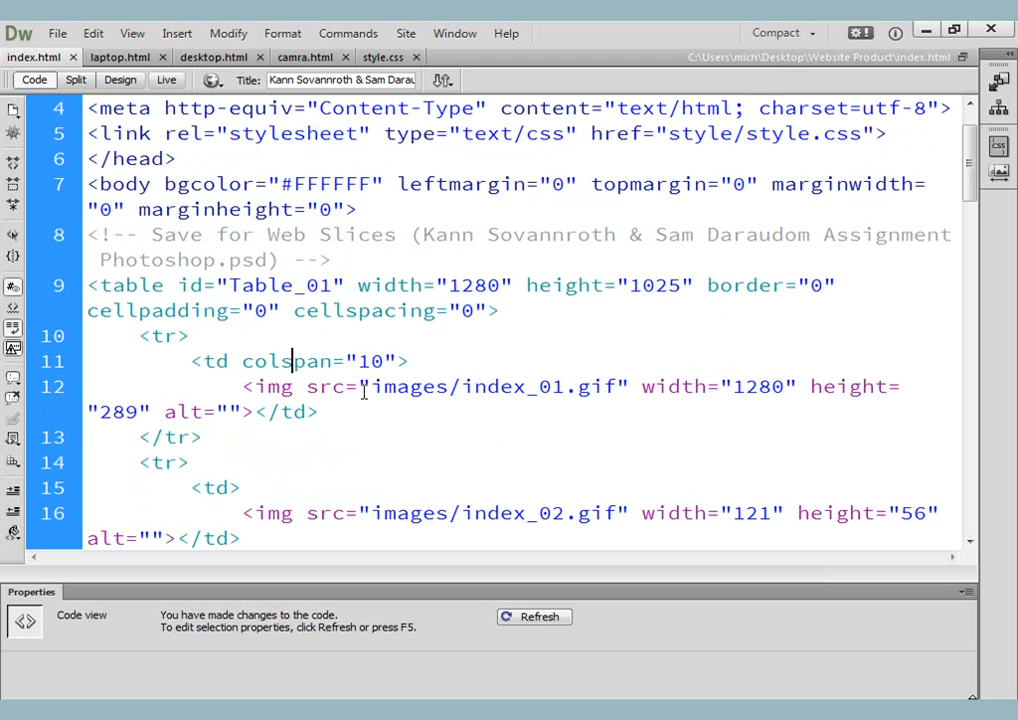 Dw File Edit View Insert Modify Format Commands Site Window Help Compact
index.html laptop.html desktop.html camra.html style.css C:\Users\mich\Desktop\Website Product\index.html
Code Split Design Live Title: Kann Sovannroth & Sam Darau
4 <meta http-equiv="Content-Type" content="text/html; charset=utf-8">
5 <link rel="stylesheet" type="text/css" href="style/style.css">
6 </head>
7 <body bgcolor="#FFFFFF" leftmargin="0" topmargin="0" marginwidth=
"0" marginheight="0">
8 <!-- Save for Web Slices (Kann Sovannroth & Sam Daraudom Assignment
Photoshop.psd) -->
9 <table id="Table_01" width="1280" height="1025" border="0"
cellpadding="0" cellspacing="0">
10 <tr>
11 <td colspan="10">
12 <img src="images/index_01.gif" width="1280" height=
"289" alt=""></td>
13 </tr>
14 <tr>
15 <td>
16 <img src="images/index_02.gif" width="121" height="56"
alt=""></td>
Properties
Code view You have made changes to the code. Refresh
To edit selection properties, click Refresh or press F5.